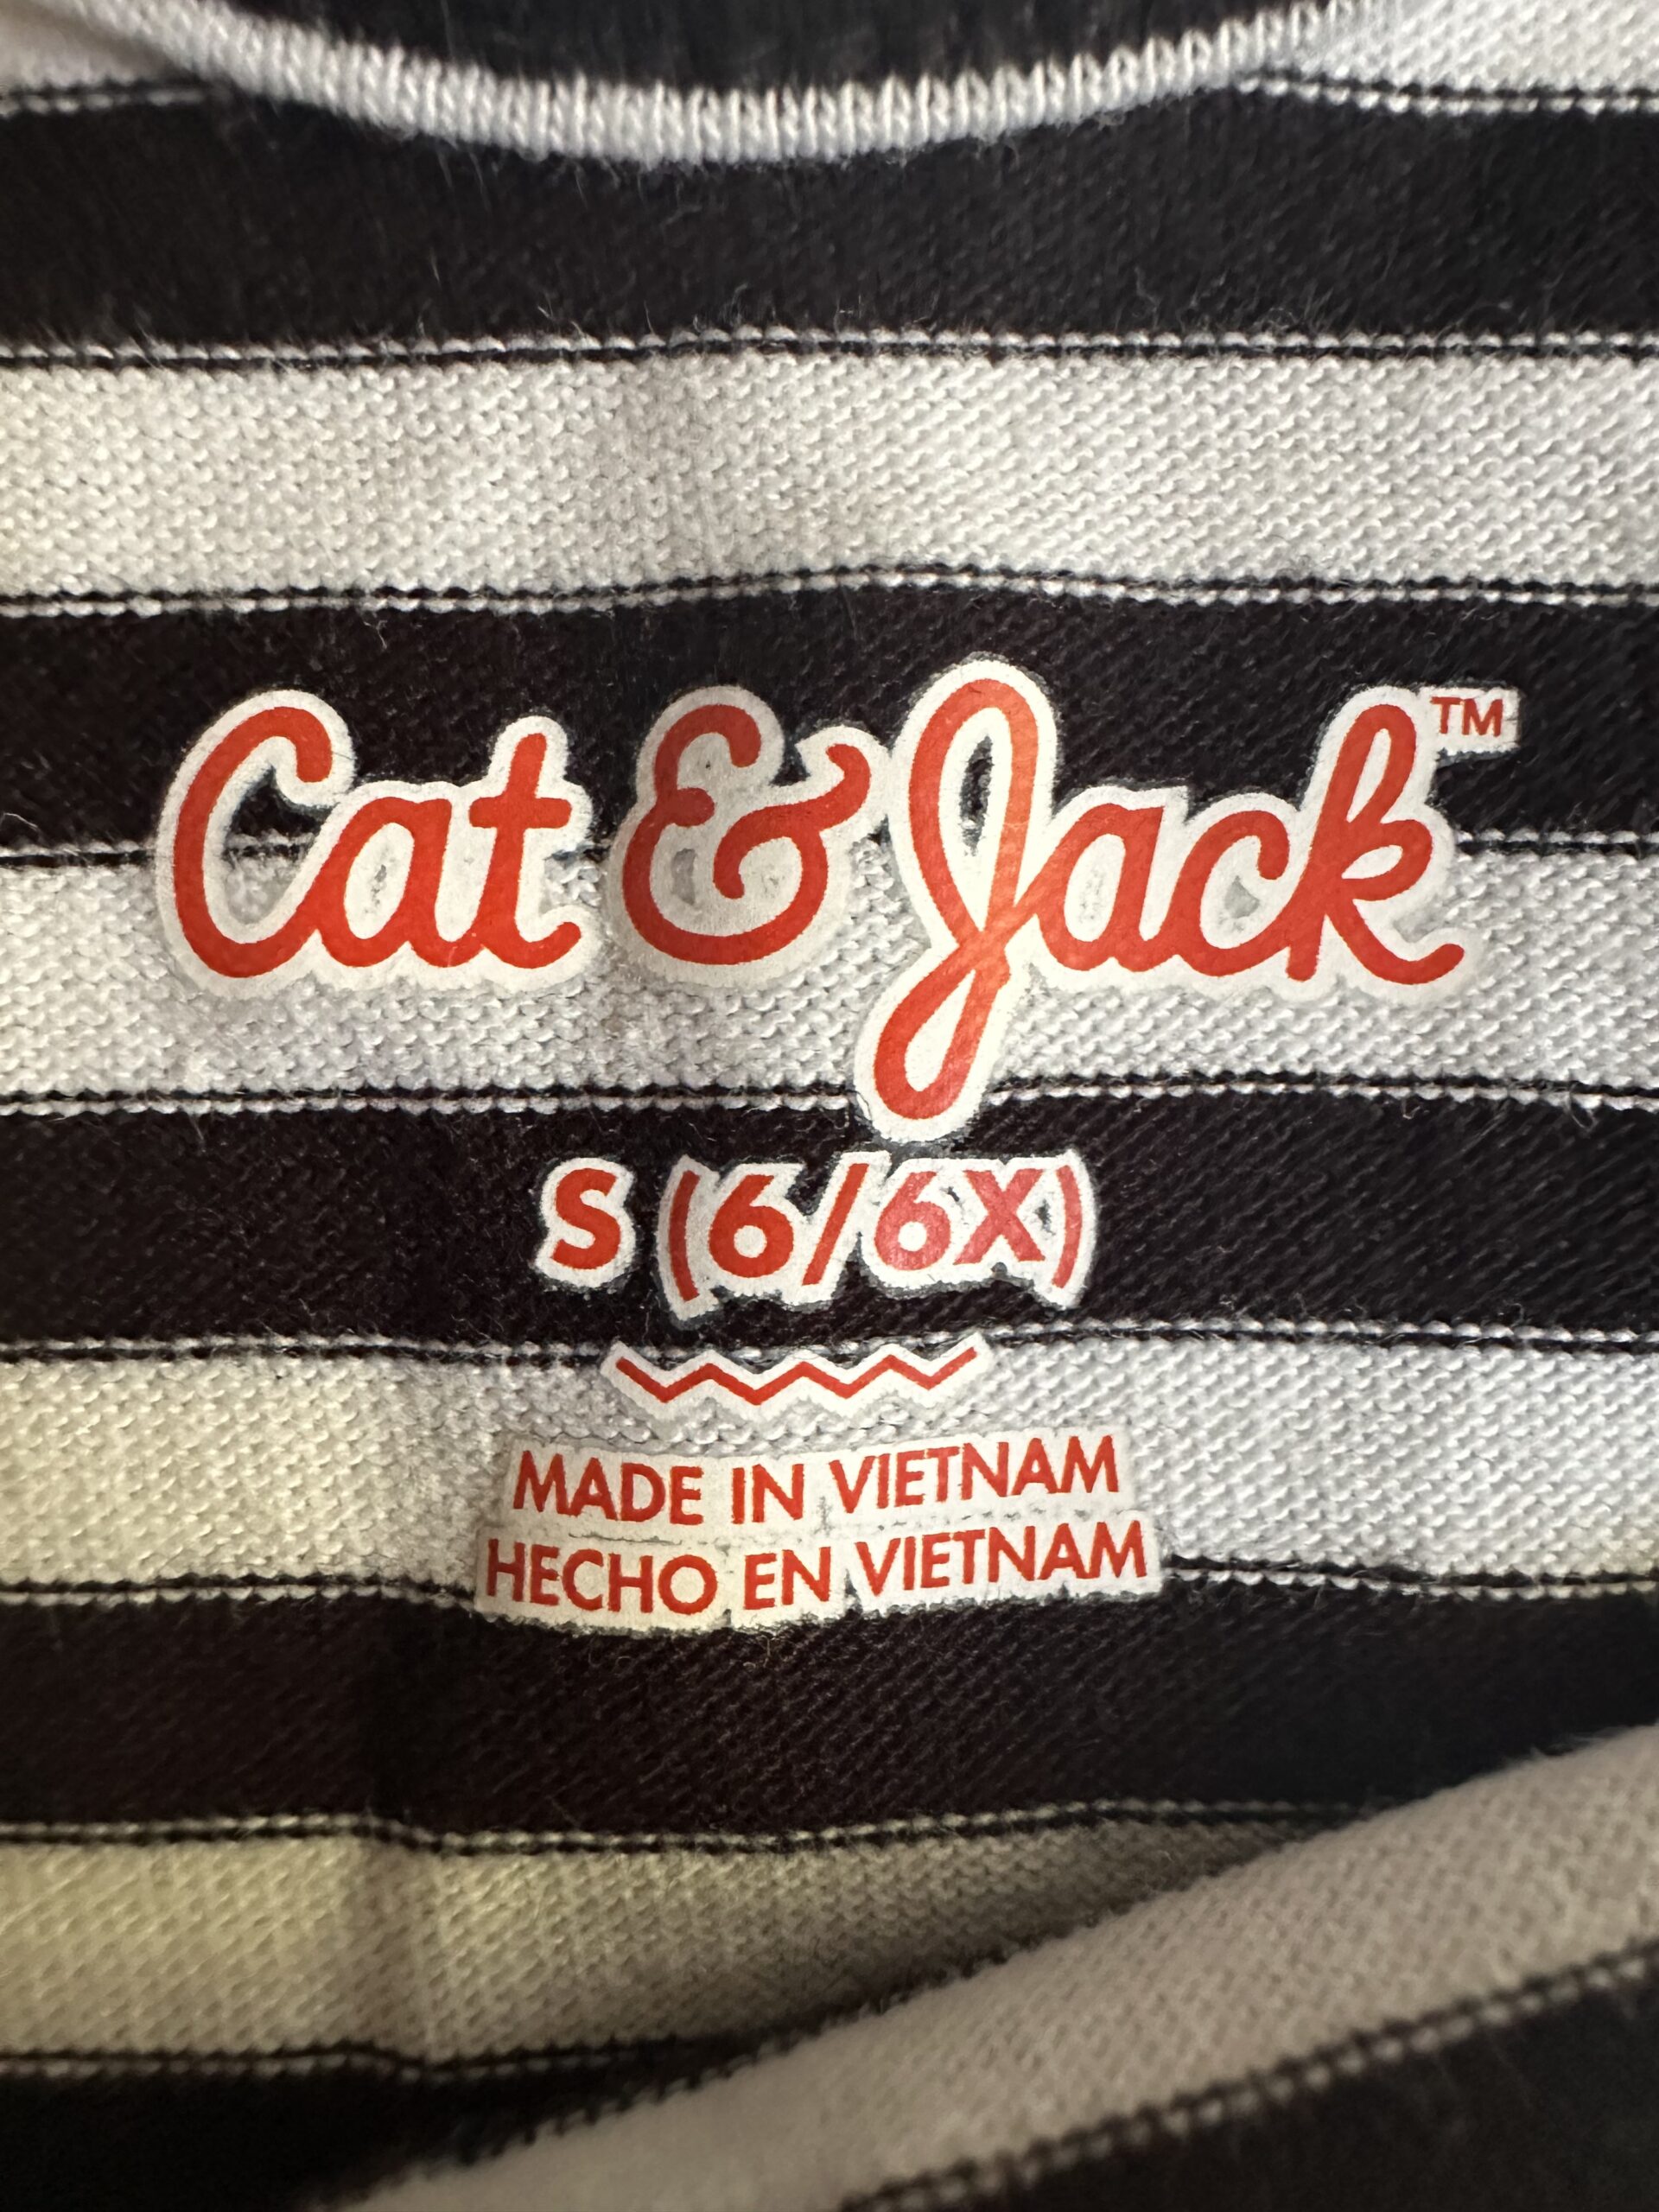 Cat & Jack™
S (6/6X)
MADE IN VIETNAM
HECHO EN VIETNAM